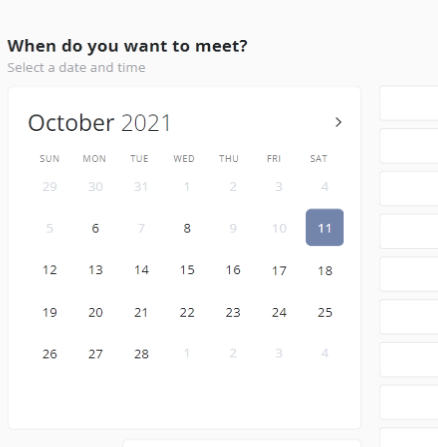 When do you want to meet?
Select a date and time
October 2021
SUN MON TUE WED THU FRI SAT
29 30 31 1 2 3 4
5 6 7 8 9 10 11
12 13 14 15 16 17 18
19 20 21 22 23 24 25
26 27 28 1 2 3 4